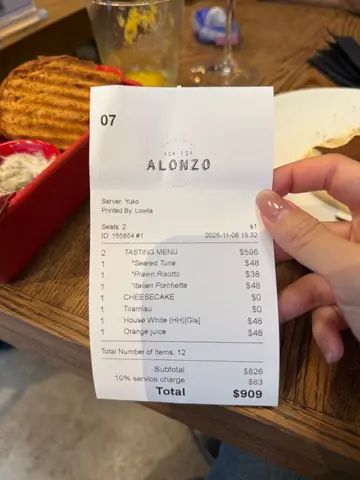 07
ASK FOR
ALONZO
Server: Yuko
Printed By: Lowila
Seats: 2 s1
ID: 155654 #1 2025-11-06 15:32
2 TASTING MENU $596
1 *Seared Tuna $48
1 *Prawn Risotto $38
1 *Italian Porchetta $48
1 CHEESECAKE $0
1 Tiramisu $0
1 House White (HH)[Gls] $48
1 Orange juice $48
Total Number of Items: 12
Subtotal $826
10% service charge $83
Total $909